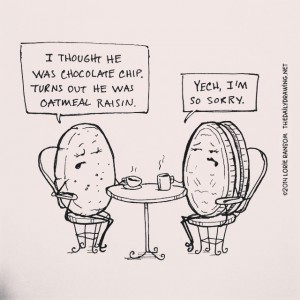 I THOUGHT HE
WAS CHOCOLATE CHIP.
TURNS OUT HE WAS
OATMEAL RAISIN.
YECH, I'M
SO SORRY.
©2014 LORIE RANSOM THEDAILYDRAWING.NET